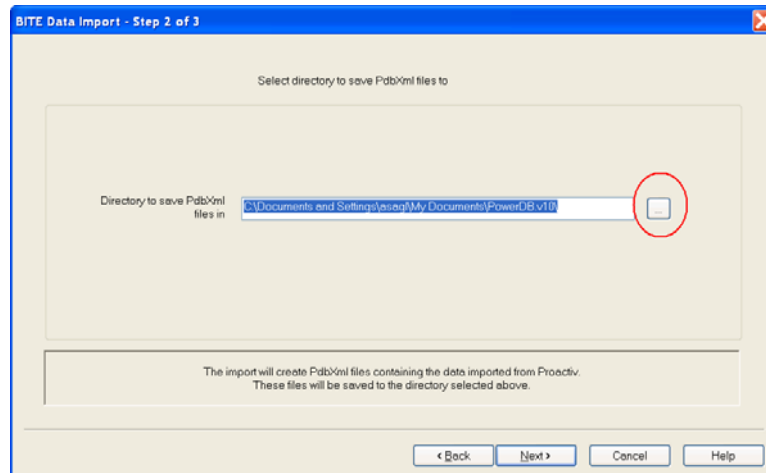 BITE Data Import - Step 2 of 3
Select directory to save PdbXml files to
Directory to save PdbXml
files in
C:\Documents and Settings\asagl\My Documents\PowerDB.v10\
...
The import will create PdbXml files containing the data imported from Proactiv.
These files will be saved to the directory selected above.
< Back
Next >
Cancel
Help